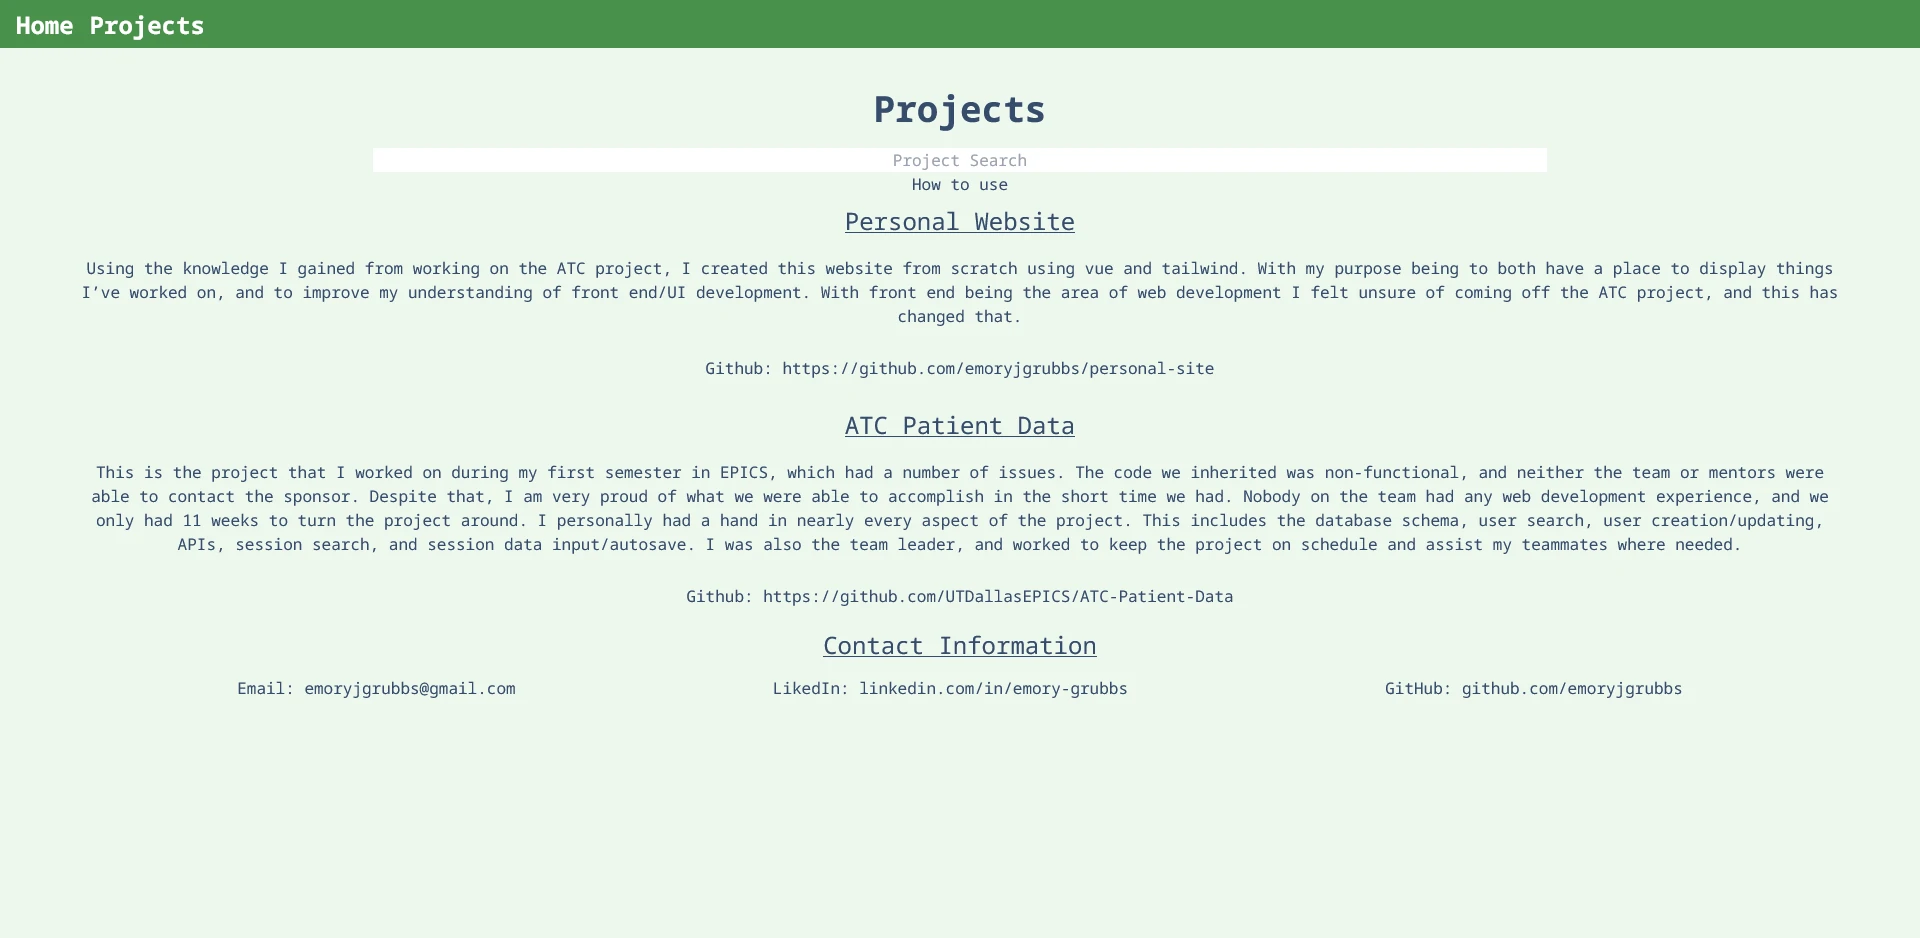 Home Projects
Projects
Project Search
How to use
Personal Website
Using the knowledge I gained from working on the ATC project, I created this website from scratch using vue and tailwind. With my purpose being to both have a place to display things
I’ve worked on, and to improve my understanding of front end/UI development. With front end being the area of web development I felt unsure of coming off the ATC project, and this has
changed that.
Github: https://github.com/emoryjgrubbs/personal-site
ATC Patient Data
This is the project that I worked on during my first semester in EPICS, which had a number of issues. The code we inherited was non-functional, and neither the team or mentors were
able to contact the sponsor. Despite that, I am very proud of what we were able to accomplish in the short time we had. Nobody on the team had any web development experience, and we
only had 11 weeks to turn the project around. I personally had a hand in nearly every aspect of the project. This includes the database schema, user search, user creation/updating,
APIs, session search, and session data input/autosave. I was also the team leader, and worked to keep the project on schedule and assist my teammates where needed.
Github: https://github.com/UTDallasEPICS/ATC-Patient-Data
Contact Information
Email: emoryjgrubbs@gmail.com LikedIn: linkedin.com/in/emory-grubbs GitHub: github.com/emoryjgrubbs